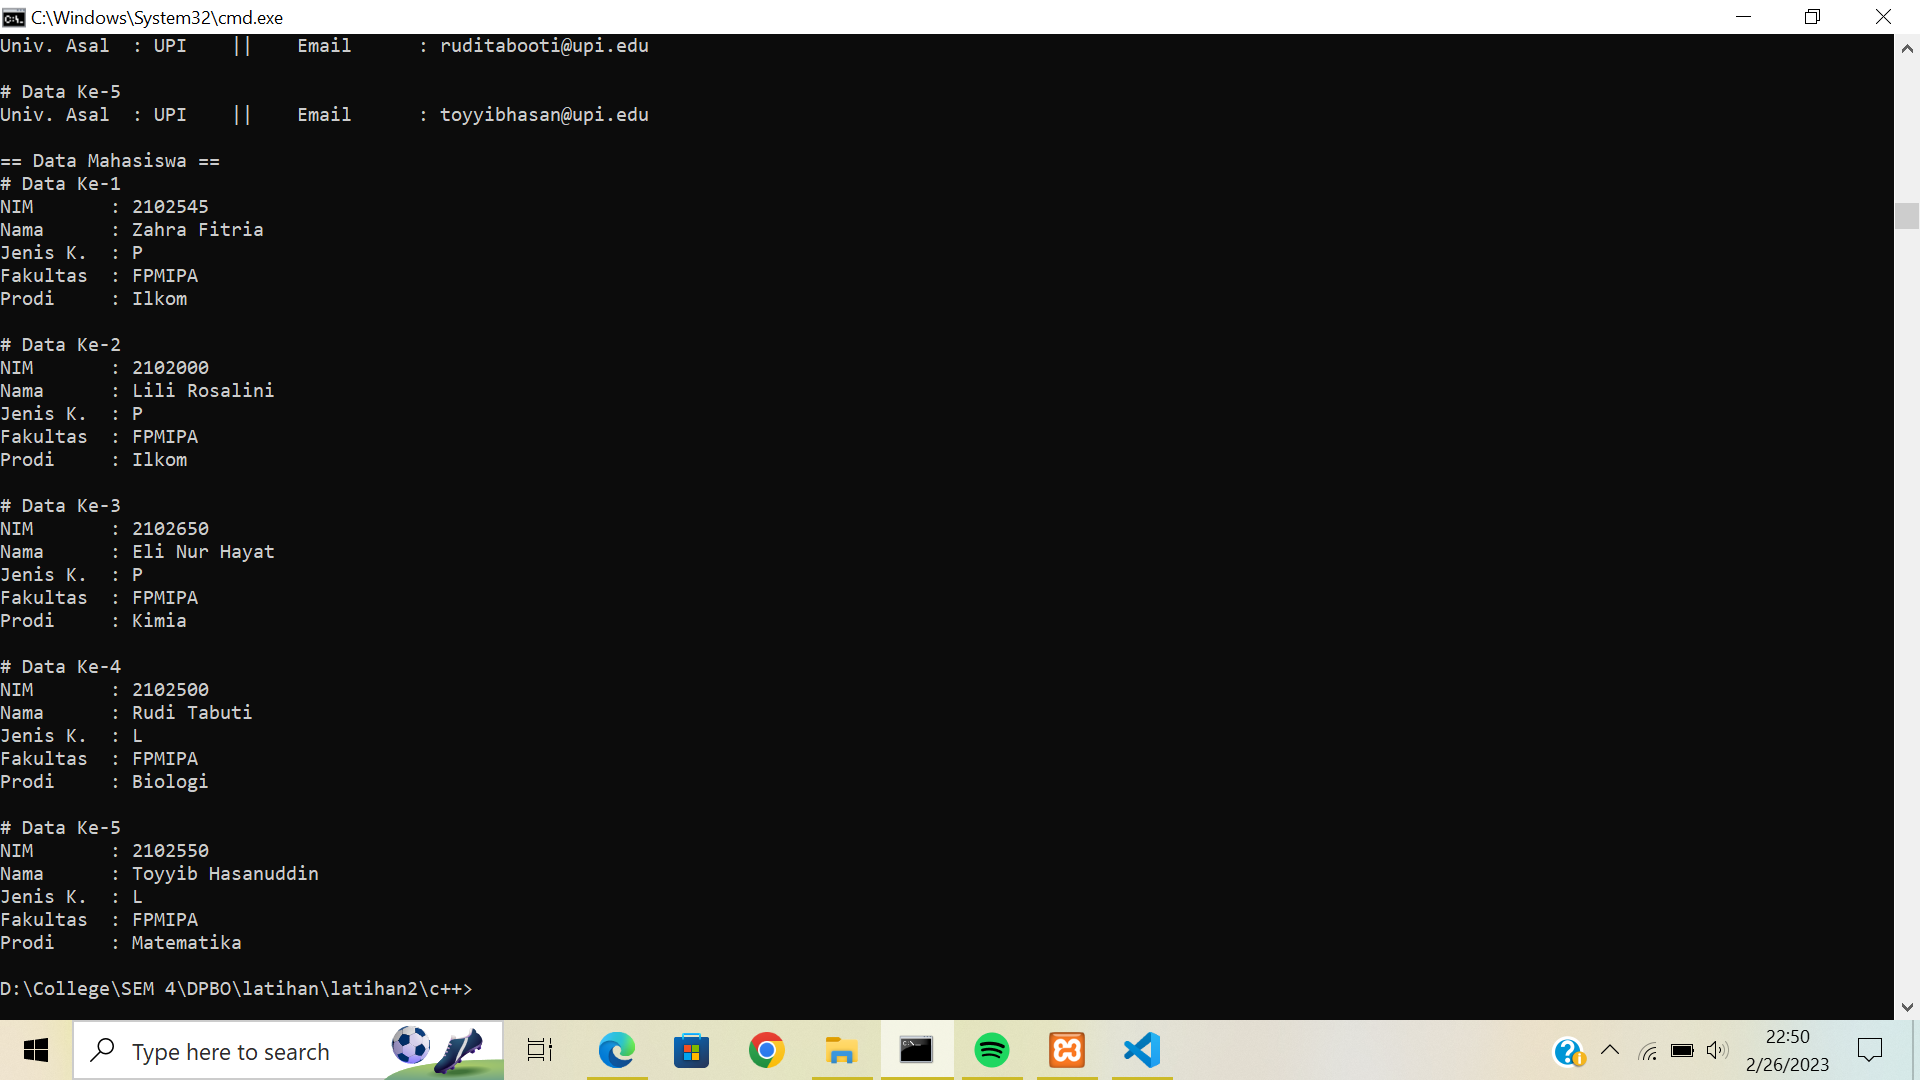 C:\Windows\System32\cmd.exe
Univ. Asal  : UPI    ||    Email      : ruditabooti@upi.edu
# Data Ke-5
Univ. Asal  : UPI    ||    Email      : toyyibhasan@upi.edu
== Data Mahasiswa ==
# Data Ke-1
NIM       : 2102545
Nama      : Zahra Fitria
Jenis K.  : P
Fakultas  : FPMIPA
Prodi     : Ilkom
# Data Ke-2
NIM       : 2102000
Nama      : Lili Rosalini
Jenis K.  : P
Fakultas  : FPMIPA
Prodi     : Ilkom
# Data Ke-3
NIM       : 2102650
Nama      : Eli Nur Hayat
Jenis K.  : P
Fakultas  : FPMIPA
Prodi     : Kimia
# Data Ke-4
NIM       : 2102500
Nama      : Rudi Tabuti
Jenis K.  : L
Fakultas  : FPMIPA
Prodi     : Biologi
# Data Ke-5
NIM       : 2102550
Nama      : Toyyib Hasanuddin
Jenis K.  : L
Fakultas  : FPMIPA
Prodi     : Matematika
D:\College\SEM 4\DPBO\latihan\latihan2\c++>
Type here to search
22:50
2/26/2023